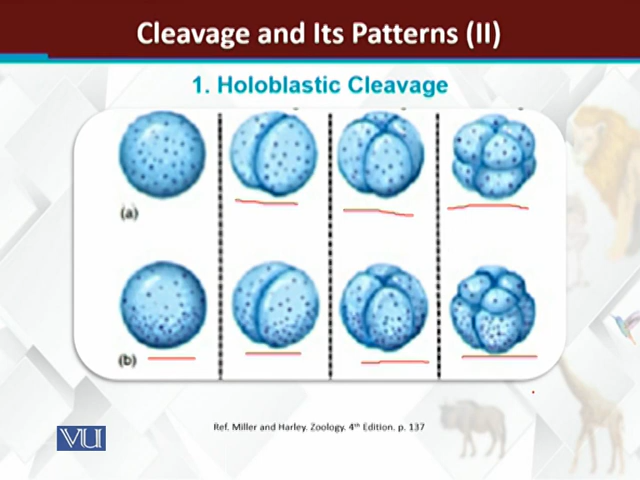 Cleavage and Its Patterns (II)
1. Holoblastic Cleavage
(a)
(b)
Ref. Miller and Harley. Zoology. 4th Edition. p. 137
VU